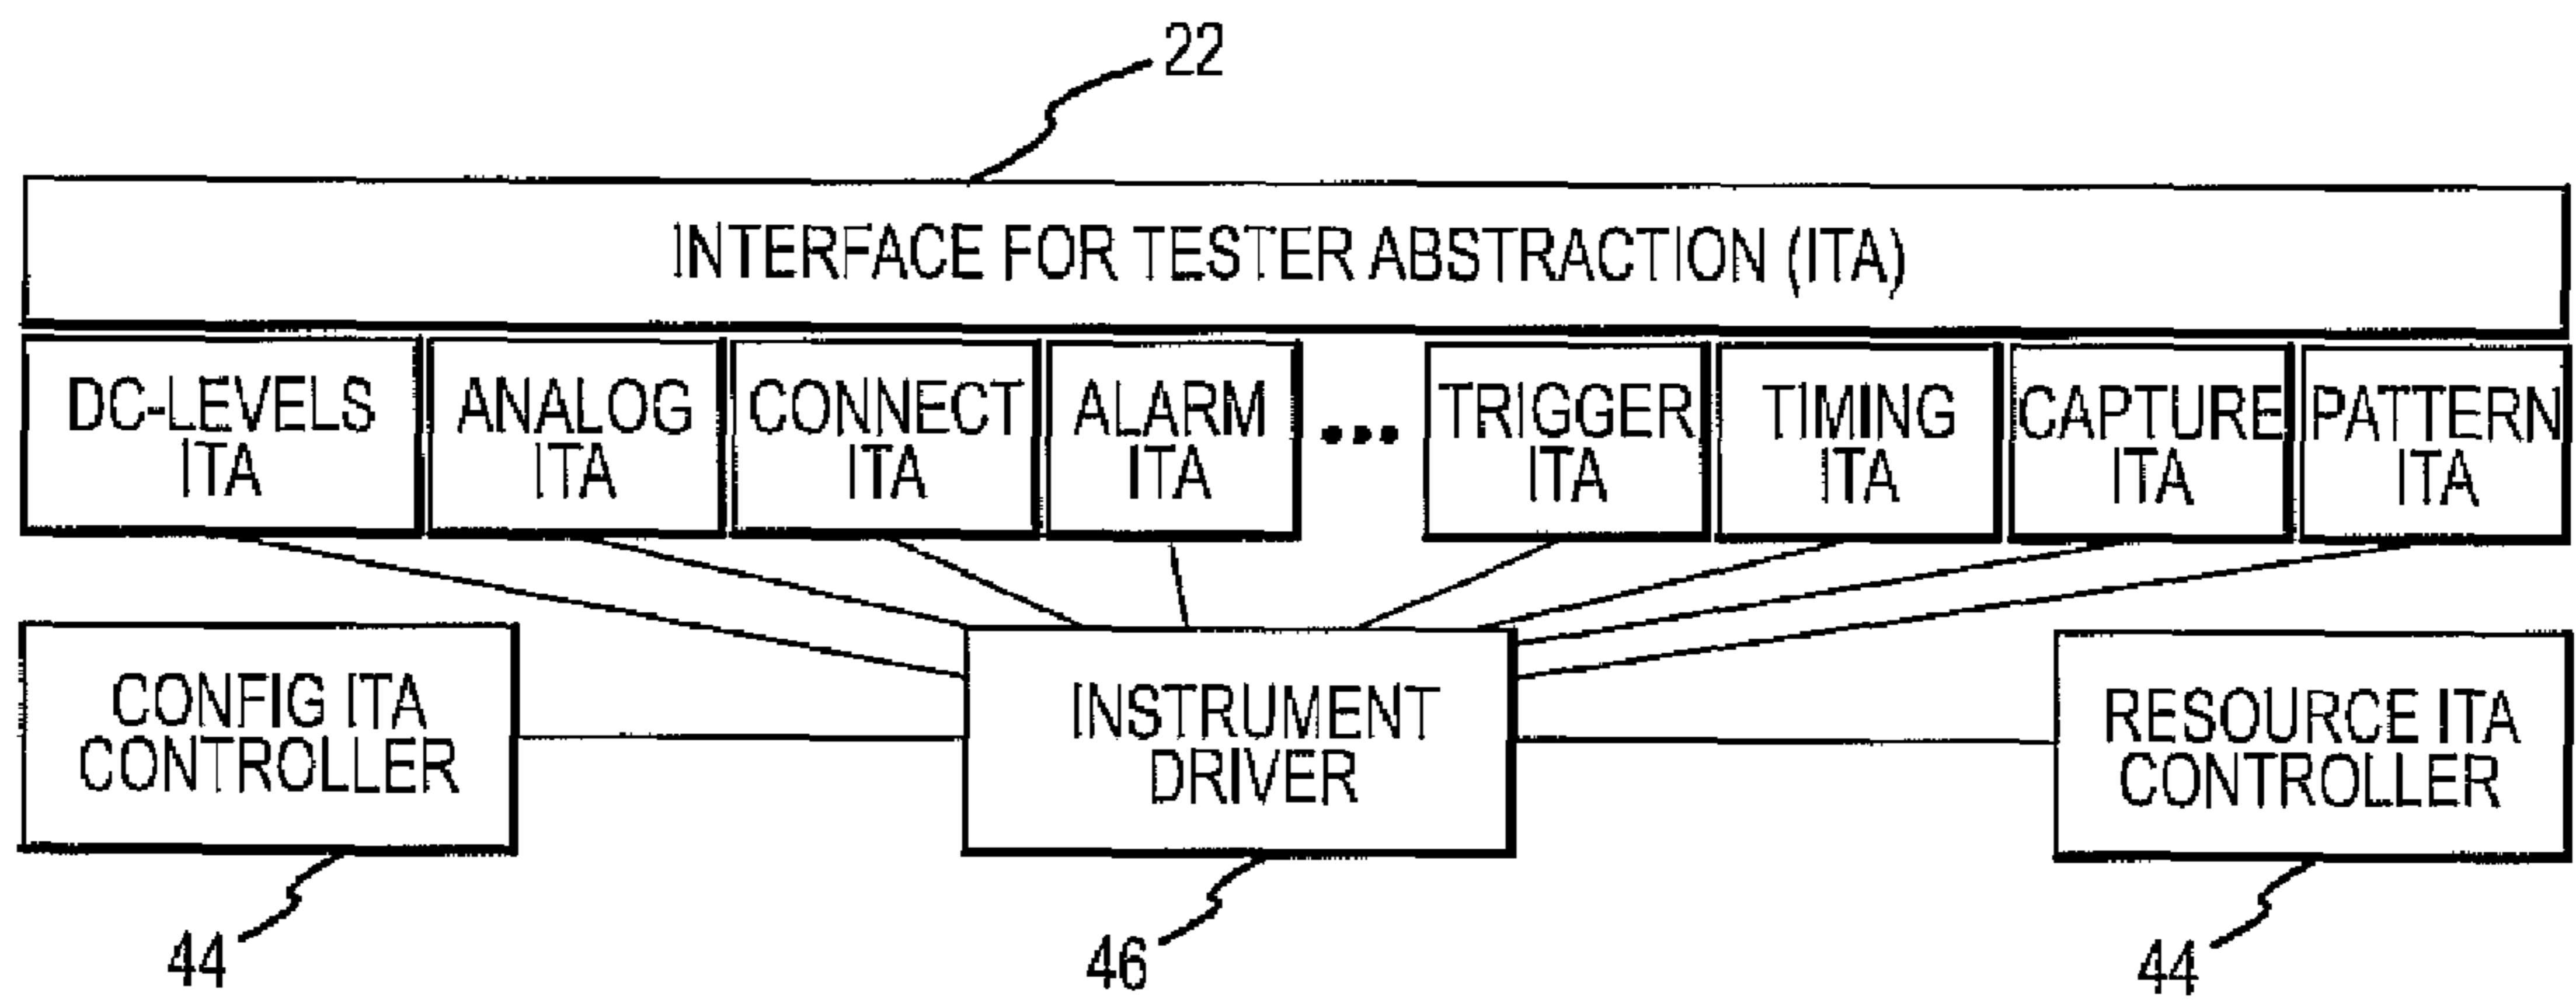 22
INTERFACE FOR TESTER ABSTRACTION (ITA)
DC-LEVELS
ITA
ANALOG
ITA
CONNECT
ITA
ALARM
ITA
•••
TRIGGER
ITA
TIMING
ITA
CAPTURE
ITA
PATTERN
ITA
CONFIG ITA
CONTROLLER
INSTRUMENT
DRIVER
RESOURCE ITA
CONTROLLER
44
46
44